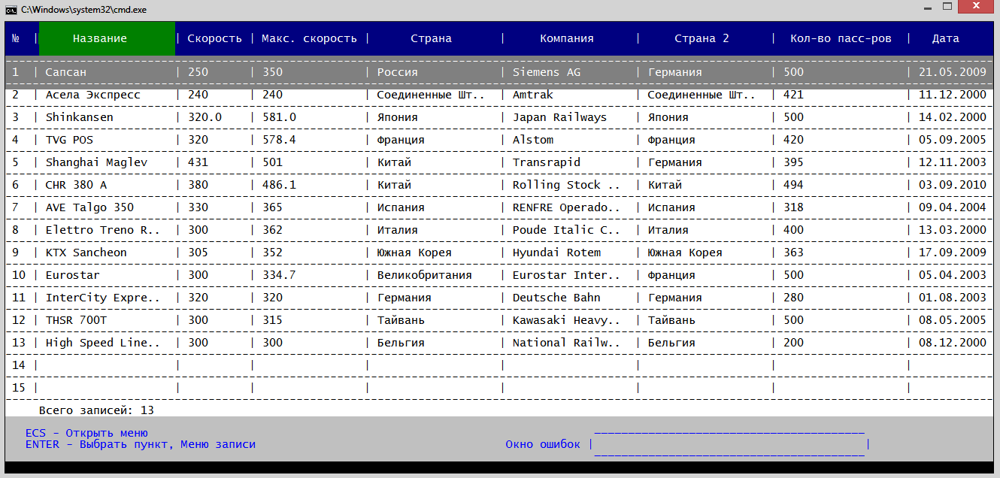 C:\Windows\system32\cmd.exe
№ | Название | Скорость | Макс. скорость | Страна | Компания | Страна 2 | Кол-во пасс-ров | Дата
1 | Сапсан | 250 | 350 | Россия | Siemens AG | Германия | 500 | 21.05.2009
2 | Асела Экспресс | 240 | 240 | Соединенные Шт.. | Amtrak | Соединенные Шт.. | 421 | 11.12.2000
3 | Shinkansen | 320.0 | 581.0 | Япония | Japan Railways | Япония | 500 | 14.02.2000
4 | TVG POS | 320 | 578.4 | Франция | Alstom | Франция | 420 | 05.09.2005
5 | Shanghai Maglev | 431 | 501 | Китай | Transrapid | Германия | 395 | 12.11.2003
6 | CHR 380 A | 380 | 486.1 | Китай | Rolling Stock .. | Китай | 494 | 03.09.2010
7 | AVE Talgo 350 | 330 | 365 | Испания | RENFRE Operado.. | Испания | 318 | 09.04.2004
8 | Elettro Treno R.. | 300 | 362 | Италия | Poude Italic C.. | Италия | 400 | 13.03.2000
9 | KTX Sancheon | 305 | 352 | Южная Корея | Hyundai Rotem | Южная Корея | 363 | 17.09.2009
10 | Eurostar | 300 | 334.7 | Великобритания | Eurostar Inter.. | Франция | 500 | 05.04.2003
11 | InterCity Expre.. | 320 | 320 | Германия | Deutsche Bahn | Германия | 280 | 01.08.2003
12 | THSR 700T | 300 | 315 | Тайвань | Kawasaki Heavy.. | Тайвань | 500 | 08.05.2005
13 | High Speed Line.. | 300 | 300 | Бельгия | National Railw.. | Бельгия | 200 | 08.12.2000
14 | | | | | | | |
15 | | | | | | | |
Всего записей: 13
ECS - Открыть меню
ENTER - Выбрать пункт, Меню записи
Окно ошибок | |